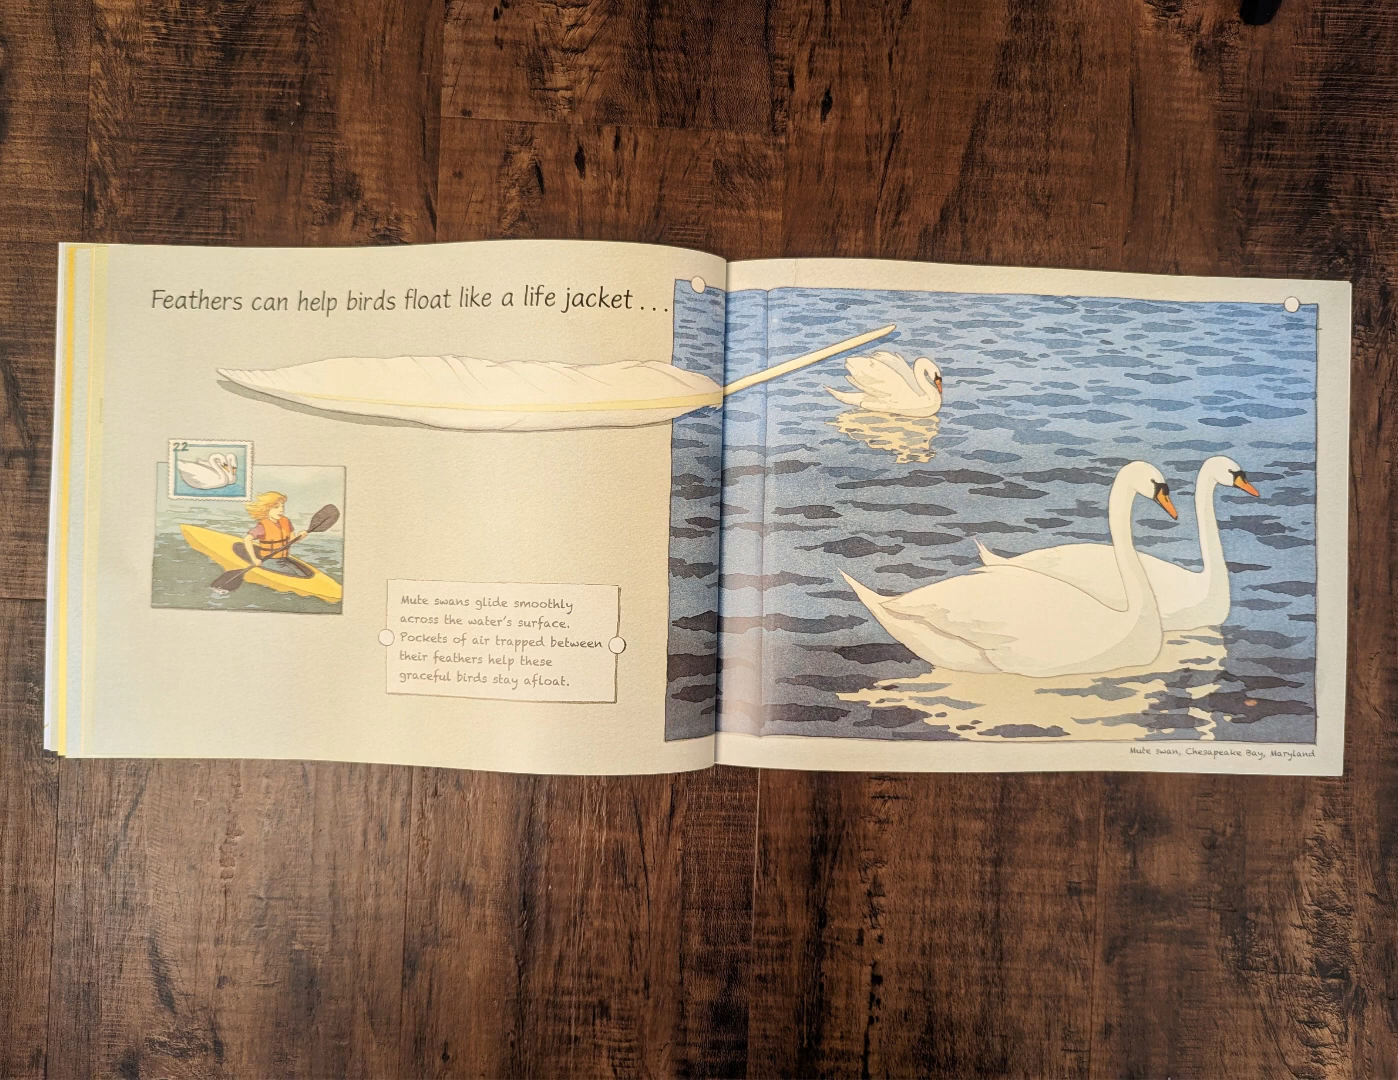 Feathers can help birds float like a life jacket . . .
22
Mute swans glide smoothly
across the water's surface.
Pockets of air trapped between
their feathers help these
graceful birds stay afloat.
Mute swan, Chesapeake Bay, Maryland